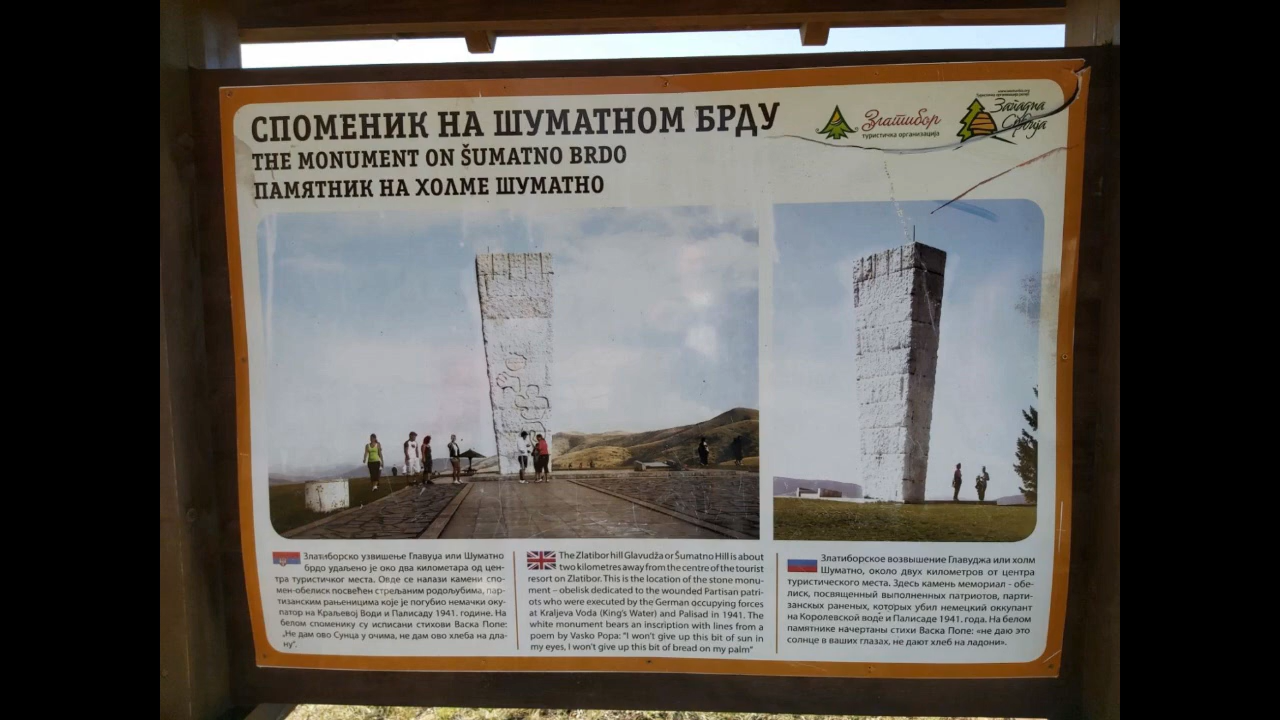 СПОМЕНИК НА ШУМАТНОМ БРДУ
THE MONUMENT ON ŠUMATNO BRDO
ПАМЯТНИК НА ХОЛМЕ ШУМАТНО
Златибор
туристичка организација
Западна
Србија
Златиборско узвишење Главуџа или Шуматно
брдо удаљено је око два километара од цен-
тра туристичког места. Овде се налази камени спо-
мен-обелиск посвећен стрељаним родољубима, пар-
тизанским рањеницима које је погубио немачки оку-
патор на Краљевој Води и Палисаду 1941. године. На
белом споменику су исписани стихови Васка Попе:
„Не дам ово Сунца у очима, не дам ово хлеба на дла-
ну“.
The Zlatibor hill Glavudža or Šumatno Hill is about
two kilometres away from the centre of the tourist
resort on Zlatibor. This is the location of the stone monu-
ment – obelisk dedicated to the wounded Partisan patri-
ots who were executed by the German occupying forces
at Kraljeva Voda (King's Water) and Palisad in 1941. The
white monument bears an inscription with lines from a
poem by Vasko Popa: "I won't give up this bit of sun in
my eyes, I won't give up this bit of bread on my palm"
Златиборское возвышение Главуджа или холм
Шуматно, около двух километров от центра
туристического места. Здесь камень мемориал - обе-
лиск, посвященный выполненных патриотов, парти-
занскых раненых, которых убил немецкий оккупант
на Королевской воде и Палисаде 1941. года. На белом
памятнике начертаны стихи Васка Попе: «не даю это
солнце в ваших глазах, не дают хлеб на ладони».